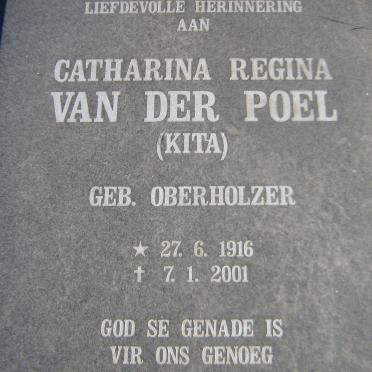 LIEFDEVOLLE HERINNERING
AAN
CATHARINA REGINA
VAN DER POEL
(KITA)
GEB. OBERHOLZER
★ 27. 6. 1916
† 7. 1. 2001
GOD SE GENADE IS
VIR ONS GENOEG